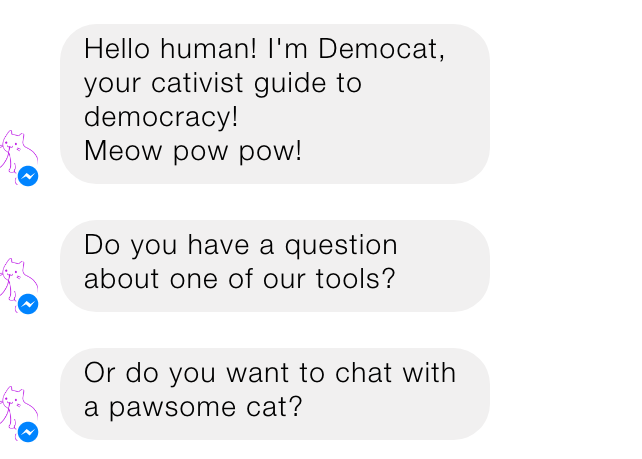 Hello human! I'm Democat,
your cativist guide to
democracy!
Meow pow pow!
Do you have a question
about one of our tools?
Or do you want to chat with
a pawsome cat?